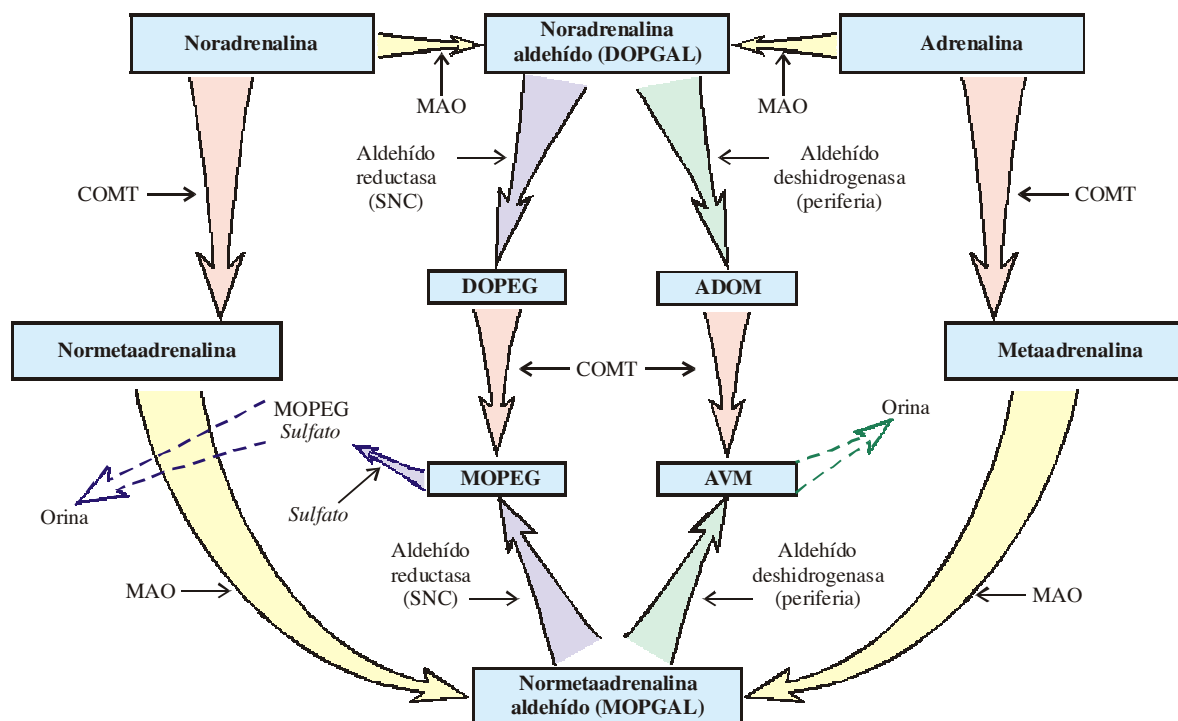 Noradrenalina
Noradrenalina
aldehído (DOPGAL)
Adrenalina
MAO
MAO
Aldehído
reductasa
(SNC)
Aldehído
deshidrogenasa
(periferia)
COMT
COMT
DOPEG
ADOM
Normetaadrenalina
Metaadrenalina
COMT
MOPEG
Sulfato
Orina
MOPEG
AVM
Orina
Sulfato
Aldehído
reductasa
(SNC)
Aldehído
deshidrogenasa
(periferia)
MAO
MAO
Normetaadrenalina
aldehído (MOPGAL)